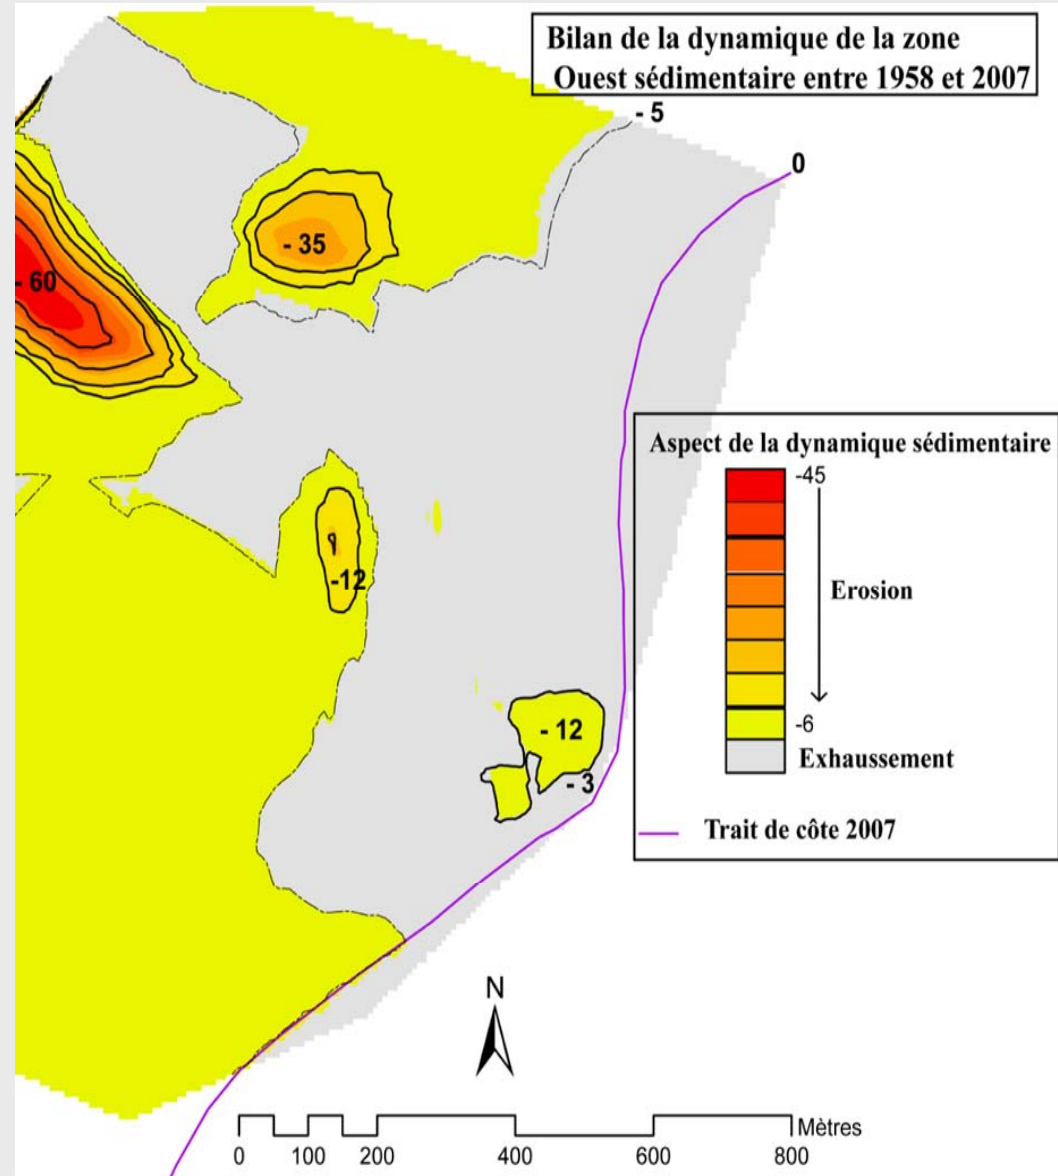 Bilan de la dynamique de la zone
Ouest sédimentaire entre 1958 et 2007
- 5
0
- 35
- 60
-12
- 12
- 3
Aspect de la dynamique sédimentaire
-45
Erosion
-6
Exhaussement
Trait de côte 2007
N
Mètres
0 100 200 400 600 800